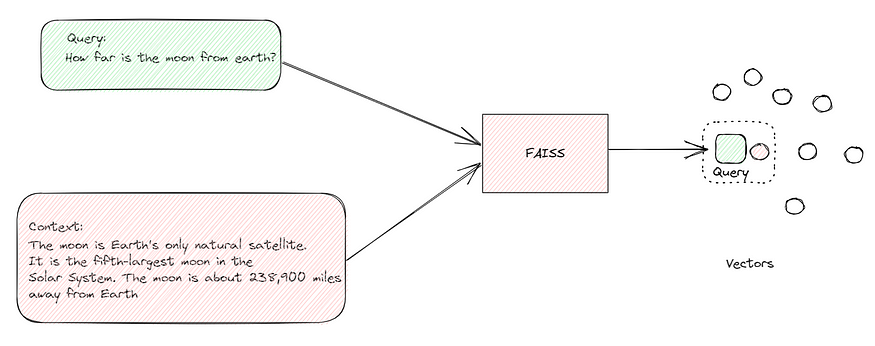 Query:
How far is the moon from earth?
Context:
The moon is Earth's only natural satellite.
It is the fifth-largest moon in the
Solar System. The moon is about 238,900 miles
away from Earth
FAISS
Query
Vectors